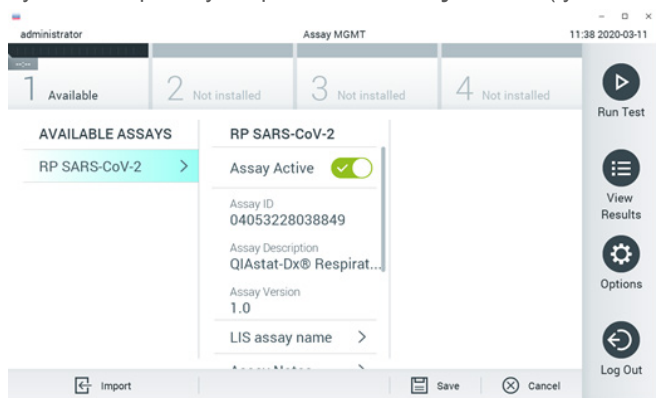 administrator Assay MGMT 11:38 2020-03-11
1 Available 2 Not installed 3 Not installed 4 Not installed
Run Test
AVAILABLE ASSAYS
RP SARS-CoV-2
RP SARS-CoV-2
Assay Active
Assay ID
04053228038849
Assay Description
QIAstat-Dx® Respirat...
Assay Version
1.0
LIS assay name
View
Results
Options
Log Out
Import Save Cancel